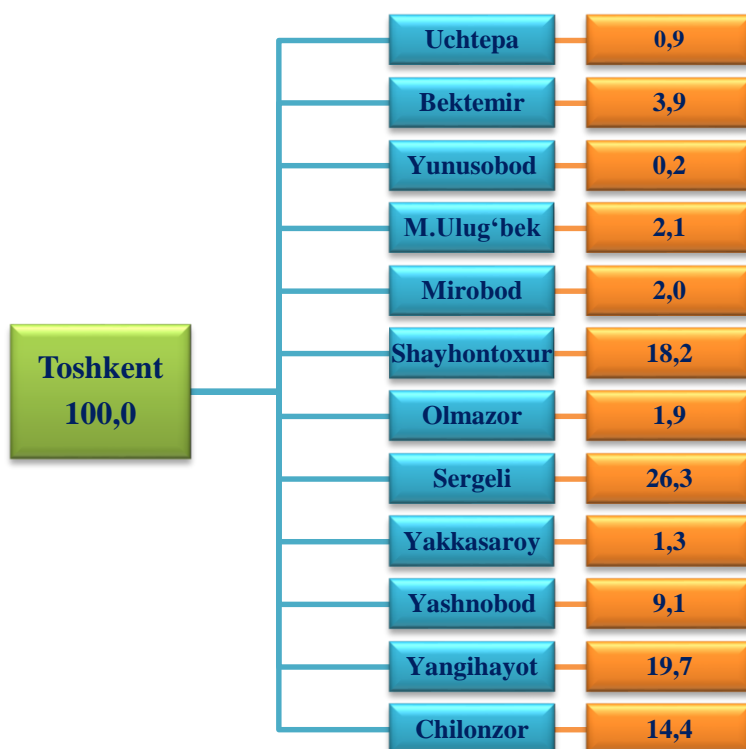 Toshkent
100,0
Uchtepa 0,9
Bektemir 3,9
Yunusobod 0,2
M.Ulug‘bek 2,1
Mirobod 2,0
Shayhontoxur 18,2
Olmazor 1,9
Sergeli 26,3
Yakkasaroy 1,3
Yashnobod 9,1
Yangihayot 19,7
Chilonzor 14,4